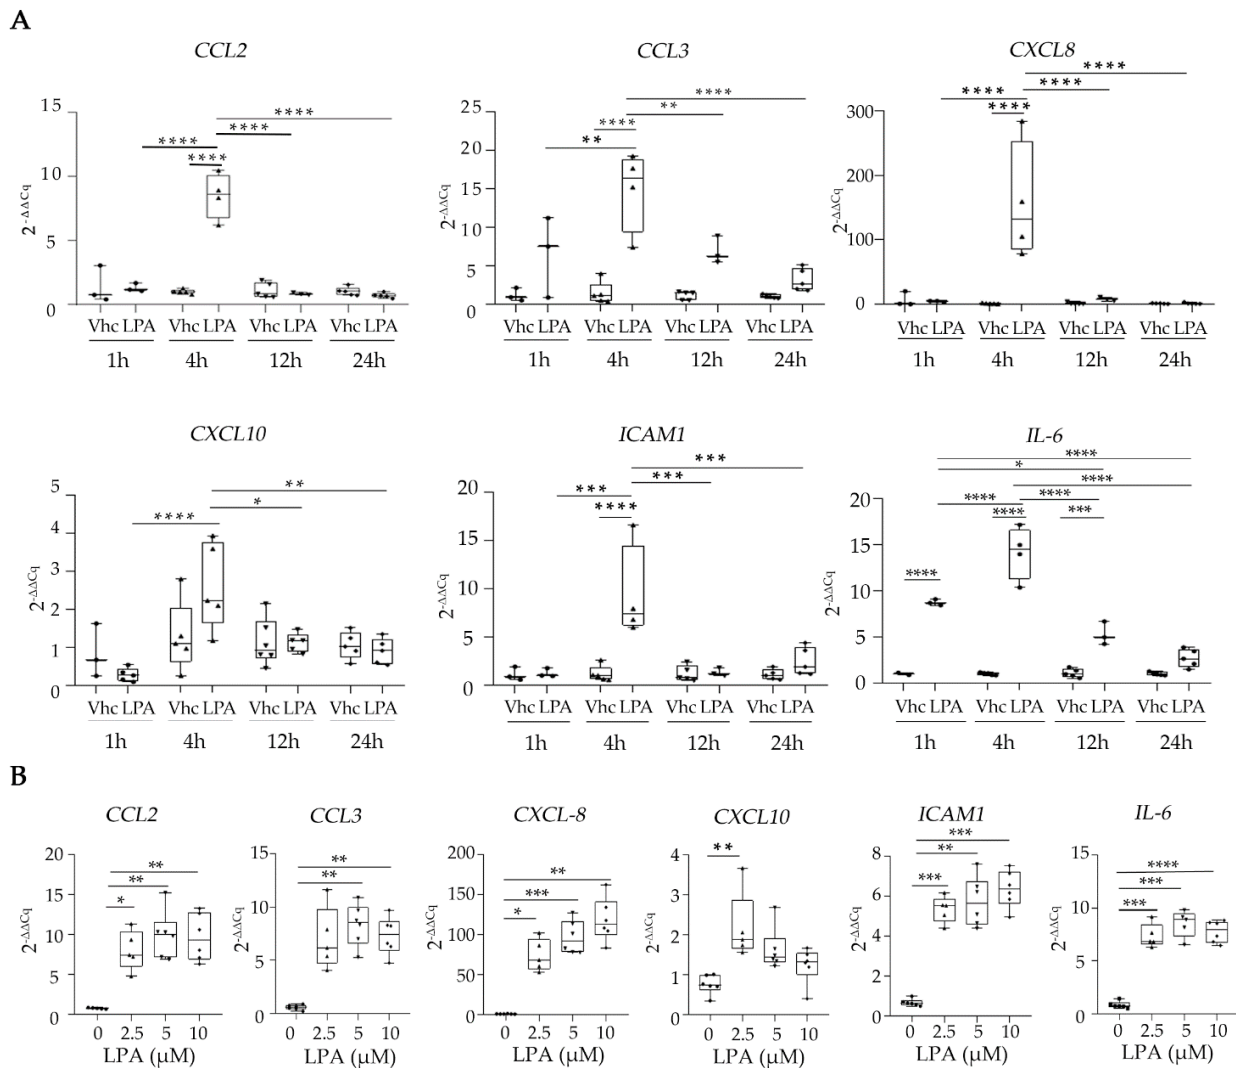 A
CCL2
CCL3
CXCL8
2-ΔΔCq
15
10
5
0
****
****
****
****
Vhc LPA Vhc LPA Vhc LPA Vhc LPA
1h 4h 12h 24h
2-ΔΔCq
25
20
15
10
5
0
****
**
****
**
Vhc LPA Vhc LPA Vhc LPA Vhc LPA
1h 4h 12h 24h
2-ΔΔCq
300
200
100
0
****
****
****
****
Vhc LPA Vhc LPA Vhc LPA Vhc LPA
1h 4h 12h 24h
CXCL10
ICAM1
IL-6
2-ΔΔCq
5
4
3
2
1
0
**
*
****
Vhc LPA Vhc LPA Vhc LPA Vhc LPA
1h 4h 12h 24h
2-ΔΔCq
20
15
10
5
0
***
***
***
****
Vhc LPA Vhc LPA Vhc LPA Vhc LPA
1h 4h 12h 24h
2-ΔΔCq
20
15
10
5
0
****
*
****
****
****
****
***
****
Vhc LPA Vhc LPA Vhc LPA Vhc LPA
1h 4h 12h 24h
B
CCL2
2-ΔΔCq
20
15
10
5
0
**
**
*
0 2.5 5 10
LPA (μM)
CCL3
2-ΔΔCq
15
10
5
0
**
**
0 2.5 5 10
LPA (μM)
CXCL-8
2-ΔΔCq
200
150
100
50
0
**
***
*
0 2.5 5 10
LPA (μM)
CXCL10
2-ΔΔCq
4
3
2
1
0
**
0 2.5 5 10
LPA (μM)
ICAM1
2-ΔΔCq
8
6
4
2
0
***
**
***
0 2.5 5 10
LPA (μM)
IL-6
2-ΔΔCq
15
10
5
0
****
***
***
0 2.5 5 10
LPA (μM)